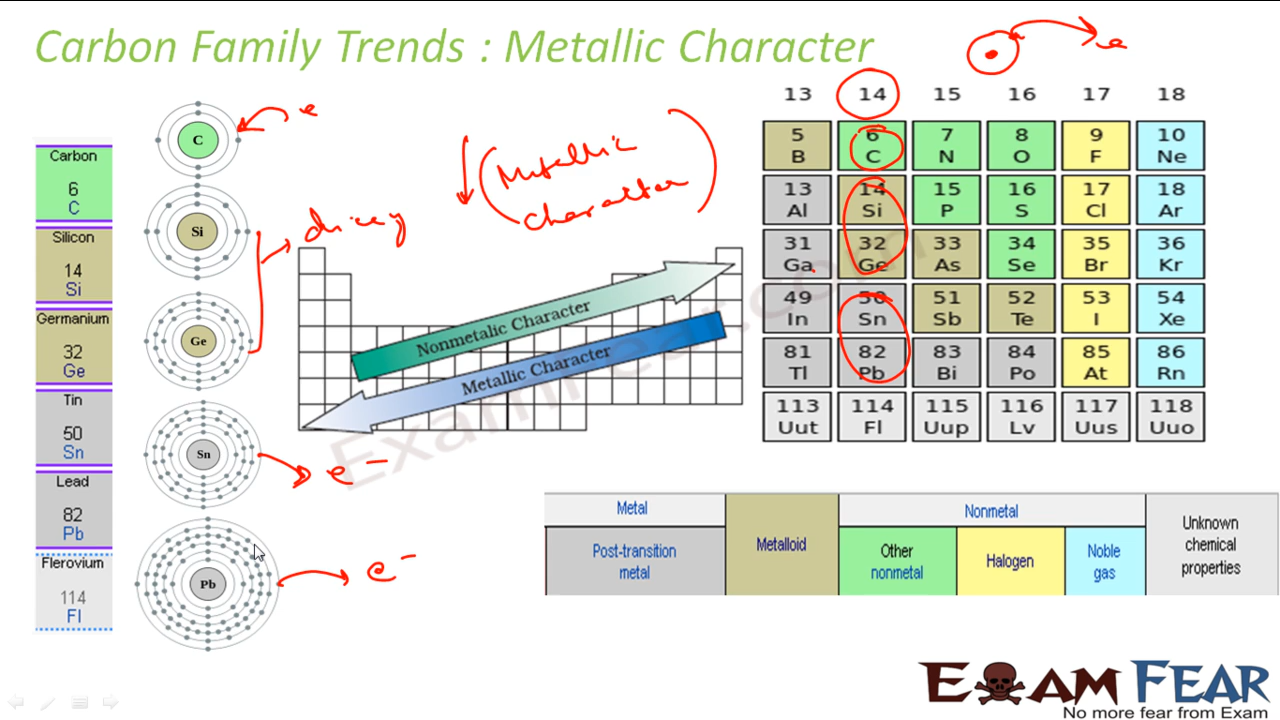 Carbon Family Trends : Metallic Character
e
e
Carbon
6
C
Silicon
14
Si
Germanium
32
Ge
Tin
50
Sn
Lead
82
Pb
Flerovium
114
Fl
C
Si
Ge
Sn
Pb
dicey
e−
e−
(Metallic
character)
Nonmetalic Character
Metallic Character
13 14 15 16 17 18
5 6 7 8 9 10
B C N O F Ne
13 14 15 16 17 18
Al Si P S Cl Ar
31 32 33 34 35 36
Ga Ge As Se Br Kr
49 50 51 52 53 54
In Sn Sb Te I Xe
81 82 83 84 85 86
Tl Pb Bi Po At Rn
113 114 115 116 117 118
Uut Fl Uup Lv Uus Uuo
Examfear.com
Metal
Post-transition
metal
Metalloid
Nonmetal
Other
nonmetal
Halogen
Noble
gas
Unknown
chemical
properties
EXAM FEAR
No more fear from Exam